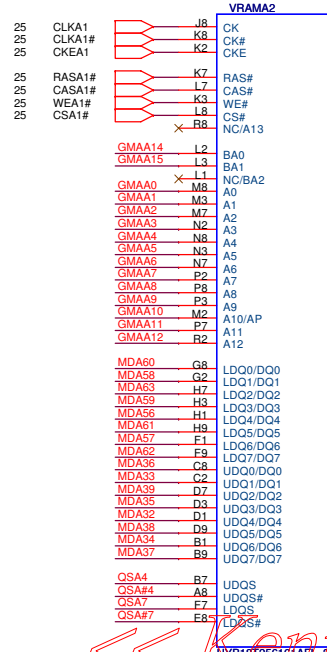 VRAMA2
25 CLKA1 J8 CK
25 CLKA1# K8 CK#
25 CKEA1 K2 CKE
25 RASA1# K7 RAS#
25 CASA1# L7 CAS#
25 WEA1# K3 WE#
25 CSA1# L8 CS#
R8 NC/A13
GMAA14 L2 BA0
GMAA15 L3 BA1
L1 NC/BA2
GMAA0 M8 A0
GMAA1 M3 A1
GMAA2 M7 A2
GMAA3 N2 A3
GMAA4 N8 A4
GMAA5 N3 A5
GMAA6 N7 A6
GMAA7 P2 A7
GMAA8 P8 A8
GMAA9 P3 A9
GMAA10 M2 A10/AP
GMAA11 P7 A11
GMAA12 R2 A12
MDA60 G8 LDQ0/DQ0
MDA58 G2 LDQ1/DQ1
MDA63 H7 LDQ2/DQ2
MDA59 H3 LDQ3/DQ3
MDA56 H1 LDQ4/DQ4
MDA61 H9 LDQ5/DQ5
MDA57 F1 LDQ6/DQ6
MDA62 F9 LDQ7/DQ7
MDA36 C8 UDQ0/DQ0
MDA33 C2 UDQ1/DQ1
MDA39 D7 UDQ2/DQ2
MDA35 D3 UDQ3/DQ3
MDA32 D1 UDQ4/DQ4
MDA38 D9 UDQ5/DQ5
MDA34 B1 UDQ6/DQ6
MDA37 B9 UDQ7/DQ7
QSA4 B7 UDQS
QSA#4 A8 UDQS#
QSA7 F7 LDQS
QSA#7 F8 LDQS#